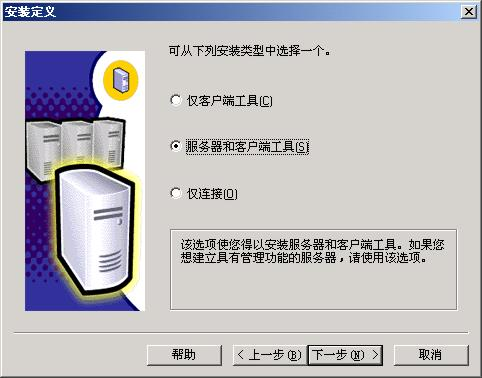 安装定义
可从下列安装类型中选择一个。
仅客户端工具(C)
服务器和客户端工具(S)
仅连接(O)
该选项使您得以安装服务器和客户端工具。如果您
想建立具有管理功能的服务器，请使用该选项。
帮助 < 上一步(B) 下一步(N) > 取消